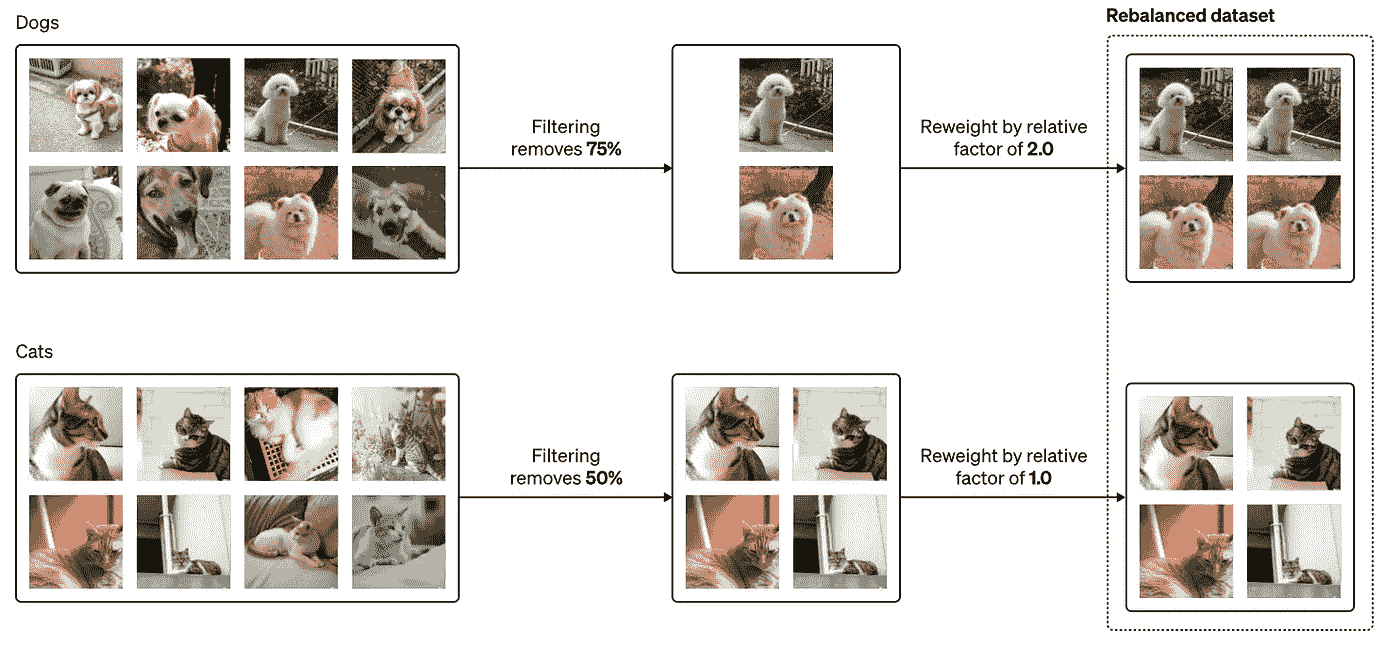 Dogs
Rebalanced dataset
Filtering
removes 75%
Reweight by relative
factor of 2.0
Cats
Filtering
removes 50%
Reweight by relative
factor of 1.0